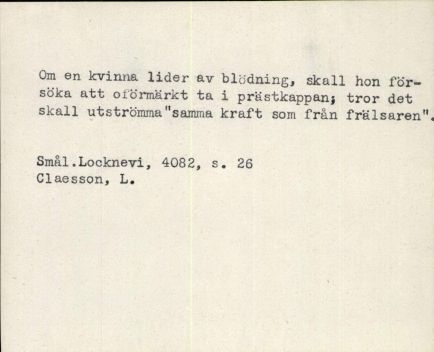 Om en kvinna lider av blödning, skall hon för-
söka att oförmärkt ta i prästkappan; tror det
skall utströmma"samma kraft som från frälsaren".
Smål.Locknevi, 4082, s. 26
Claesson, L.